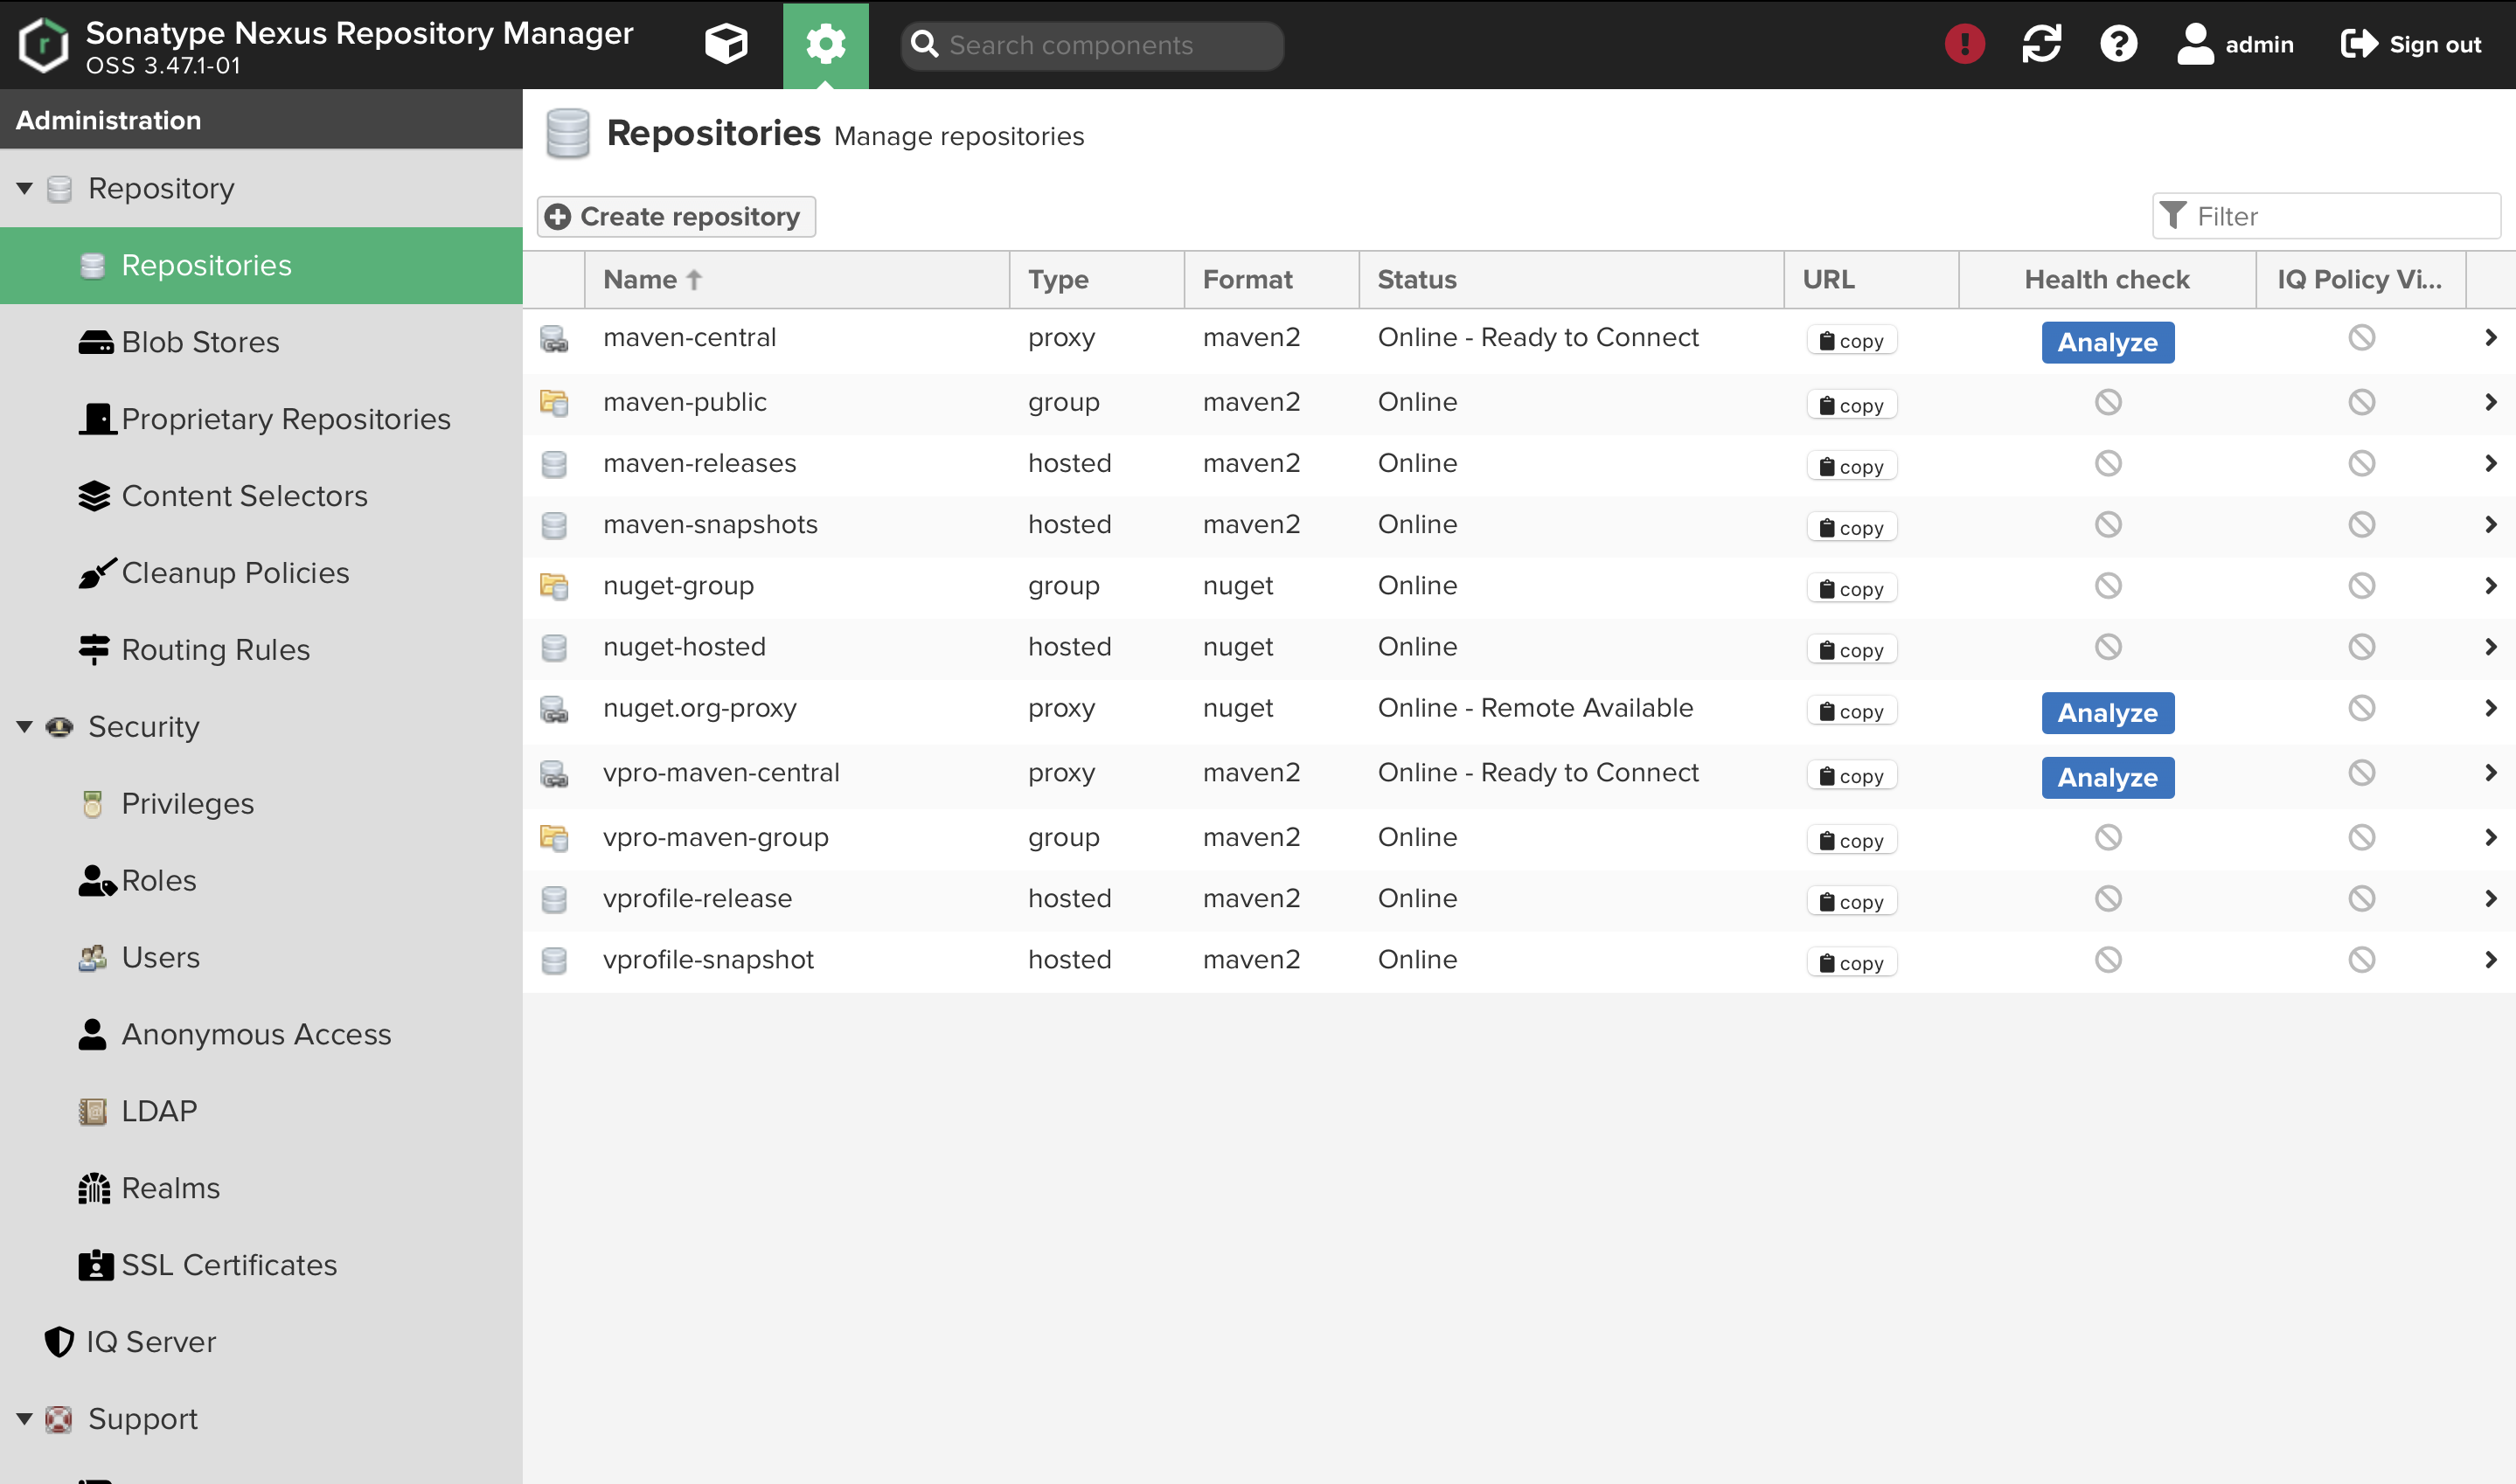 Sonatype Nexus Repository Manager
OSS 3.47.1-01
Search components
admin
Sign out
Administration
Repository
Repositories
Blob Stores
Proprietary Repositories
Content Selectors
Cleanup Policies
Routing Rules
Security
Privileges
Roles
Users
Anonymous Access
LDAP
Realms
SSL Certificates
IQ Server
Support
Repositories Manage repositories
Create repository
Filter
Name Type Format Status URL Health check IQ Policy Vi...
maven-central proxy maven2 Online - Ready to Connect copy Analyze
maven-public group maven2 Online copy
maven-releases hosted maven2 Online copy
maven-snapshots hosted maven2 Online copy
nuget-group group nuget Online copy
nuget-hosted hosted nuget Online copy
nuget.org-proxy proxy nuget Online - Remote Available copy Analyze
vpro-maven-central proxy maven2 Online - Ready to Connect copy Analyze
vpro-maven-group group maven2 Online copy
vprofile-release hosted maven2 Online copy
vprofile-snapshot hosted maven2 Online copy